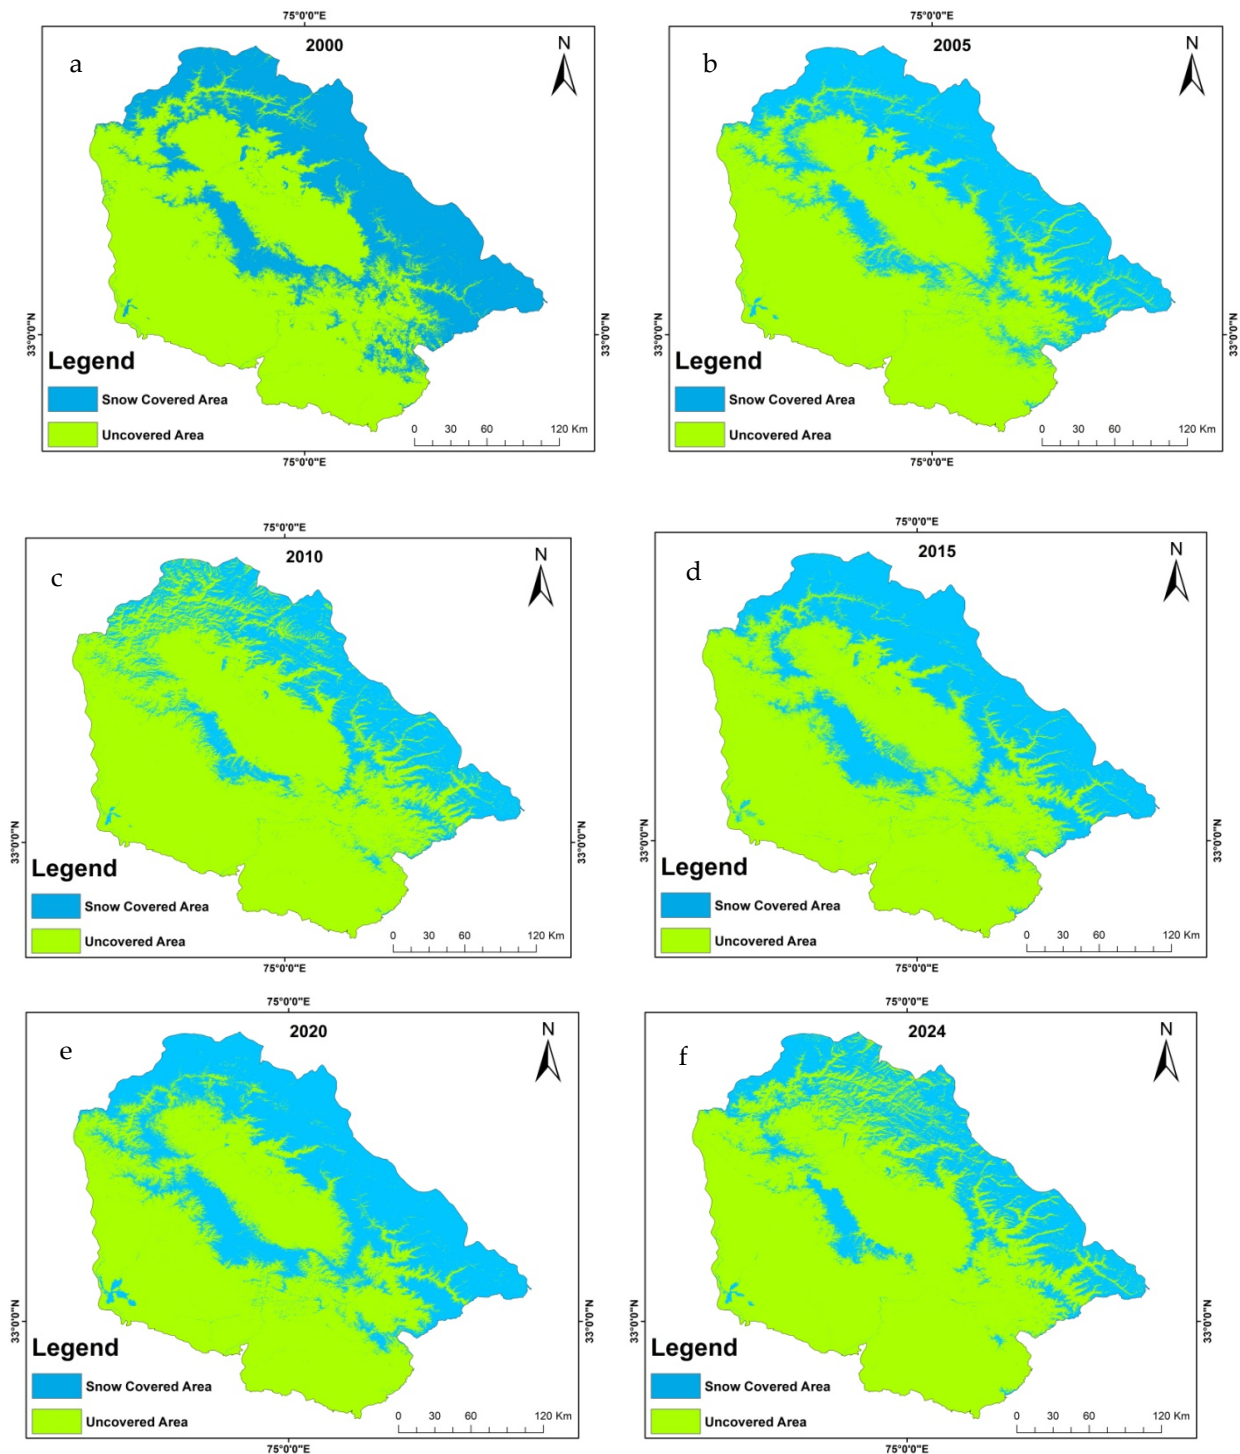 75°0'0"E
75°0'0"E
2000
2005
a
b
N
N
33°0'0"N
33°0'0"N
33°0'0"N
33°0'0"N
Legend
Legend
Snow Covered Area
Snow Covered Area
Uncovered Area
Uncovered Area
0 30 60 120 Km
0 30 60 120 Km
75°0'0"E
75°0'0"E
75°0'0"E
75°0'0"E
2010
2015
c
d
N
N
33°0'0"N
33°0'0"N
33°0'0"N
33°0'0"N
Legend
Legend
Snow Covered Area
Snow Covered Area
Uncovered Area
Uncovered Area
0 30 60 120 Km
0 30 60 120 Km
75°0'0"E
75°0'0"E
75°0'0"E
75°0'0"E
2020
2024
e
f
N
N
33°0'0"N
33°0'0"N
33°0'0"N
33°0'0"N
Legend
Legend
Snow Covered Area
Snow Covered Area
Uncovered Area
Uncovered Area
0 30 60 120 Km
0 30 60 120 Km
75°0'0"E
75°0'0"E